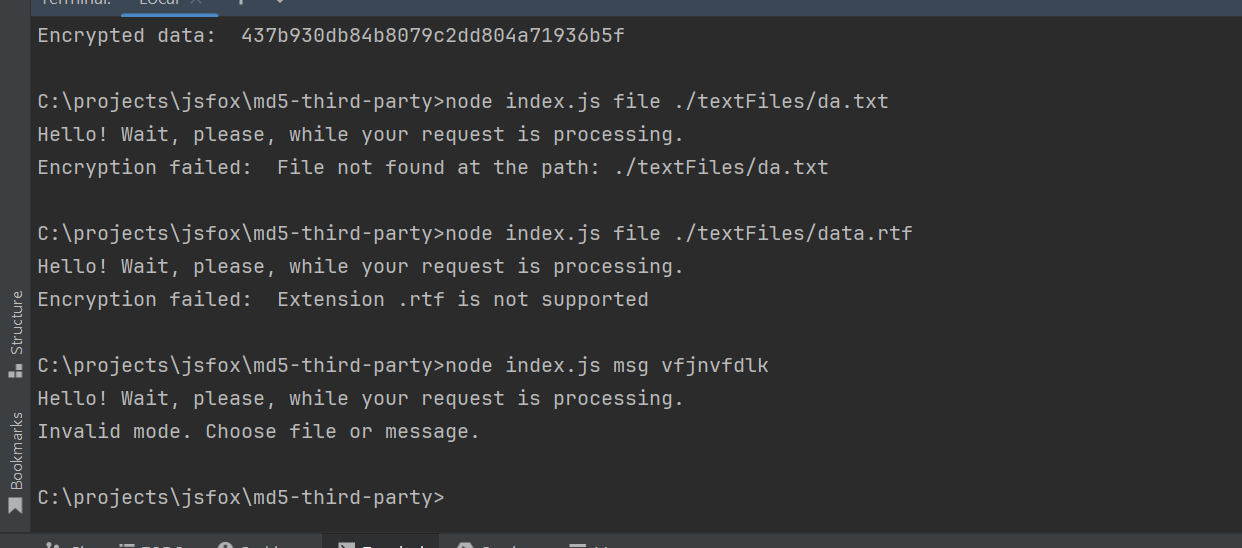 Terminal: Local
Encrypted data:  437b930db84b8079c2dd804a71936b5f
C:\projects\jsfox\md5-third-party>node index.js file ./textFiles/da.txt
Hello! Wait, please, while your request is processing.
Encryption failed:  File not found at the path: ./textFiles/da.txt
C:\projects\jsfox\md5-third-party>node index.js file ./textFiles/data.rtf
Hello! Wait, please, while your request is processing.
Encryption failed:  Extension .rtf is not supported
C:\projects\jsfox\md5-third-party>node index.js msg vfjnvfdlk
Hello! Wait, please, while your request is processing.
Invalid mode. Choose file or message.
C:\projects\jsfox\md5-third-party>
Structure
Bookmarks